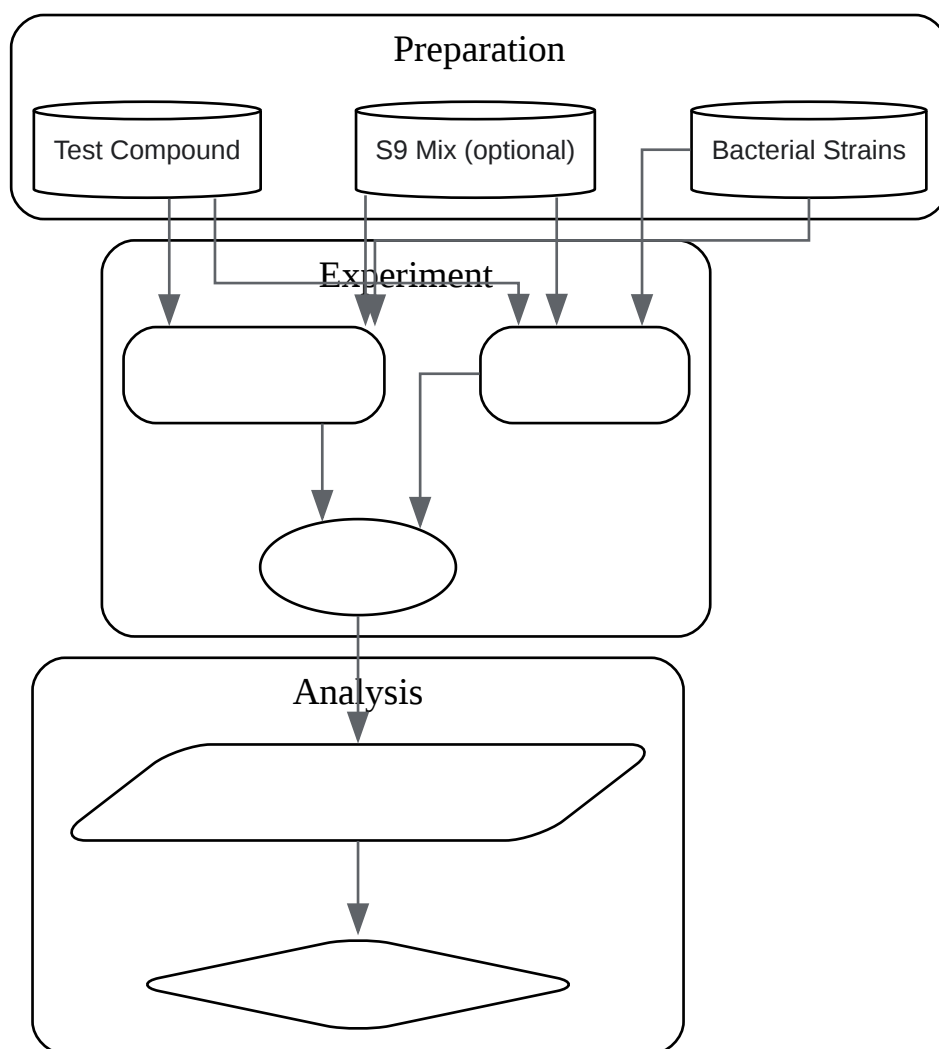 Preparation
Test Compound
S9 Mix (optional)
Bacterial Strains
Experiment
Analysis